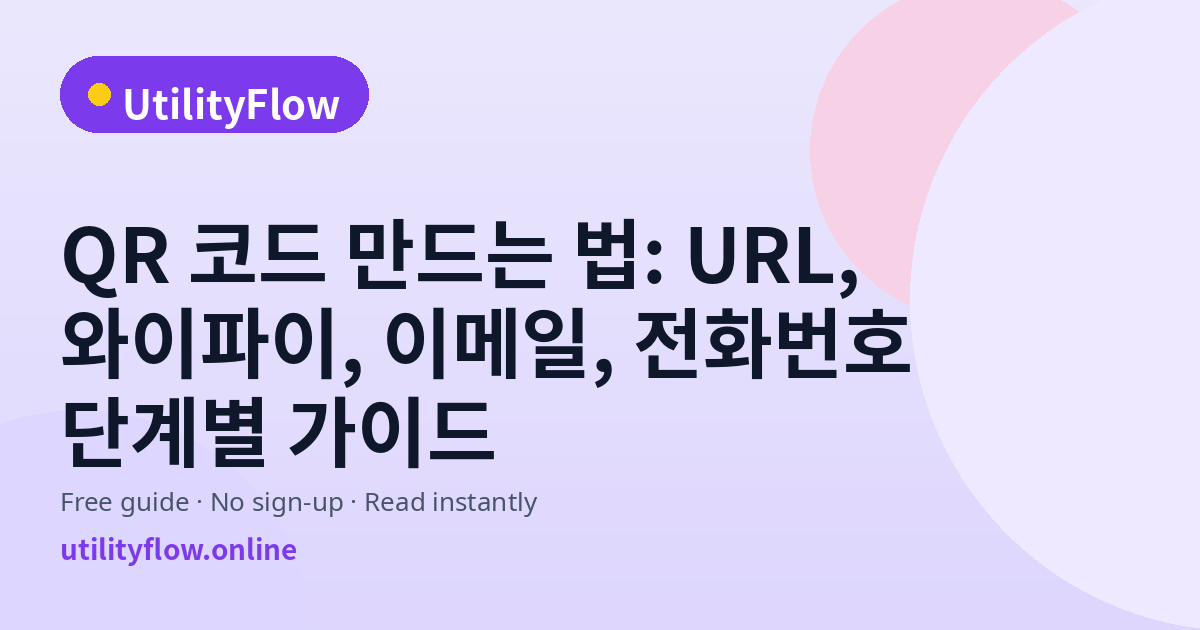 UtilityFlow
QR 코드 만드는 법: URL,
와이파이, 이메일, 전화번호
단계별 가이드
Free guide · No sign-up · Read instantly
utilityflow.online